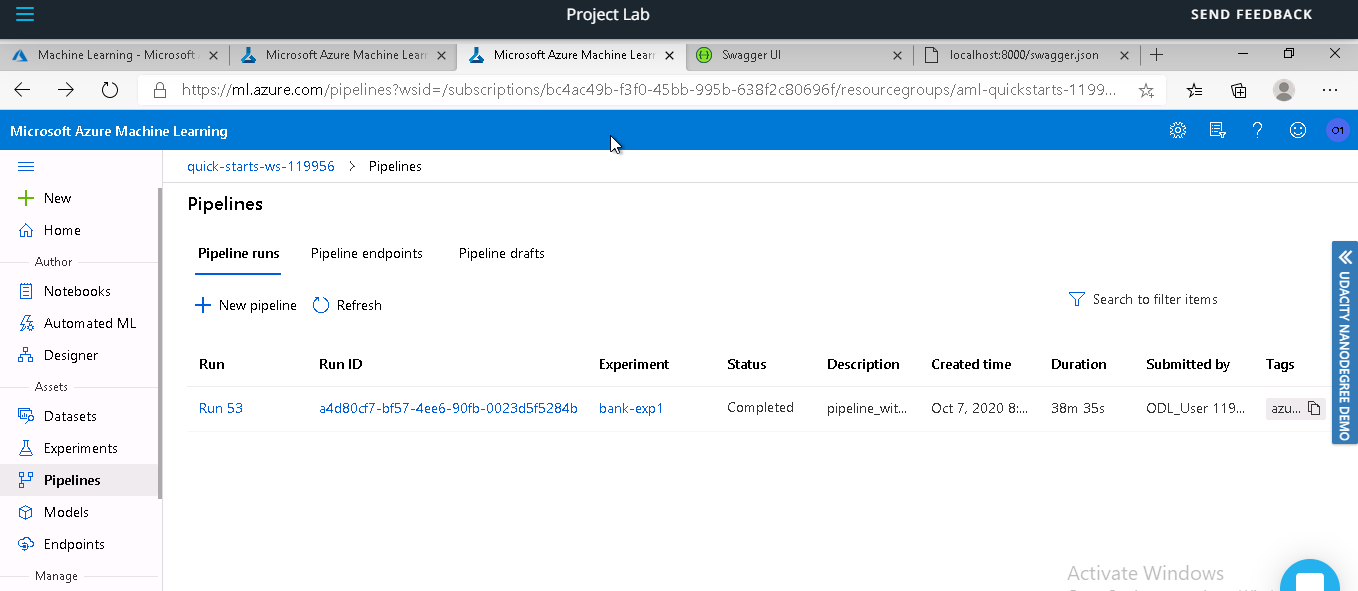 Project Lab
SEND FEEDBACK
Machine Learning - Microsoft
Microsoft Azure Machine Lear
Microsoft Azure Machine Learr
Swagger UI
localhost:8000/swagger.json
https://ml.azure.com/pipelines?wsid=/subscriptions/bc4ac49b-f3f0-45bb-995b-638f2c80696f/resourcegroups/aml-quickstarts-1199...
Microsoft Azure Machine Learning
O1
quick-starts-ws-119956 > Pipelines
New
Home
Author
Notebooks
Automated ML
Designer
Assets
Datasets
Experiments
Pipelines
Models
Endpoints
Manage
Pipelines
Pipeline runs Pipeline endpoints Pipeline drafts
New pipeline Refresh
Search to filter items
Run Run ID Experiment Status Description Created time Duration Submitted by Tags
Run 53 a4d80cf7-bf57-4ee6-90fb-0023d5f5284b bank-exp1 Completed pipeline_wit... Oct 7, 2020 8:... 38m 35s ODL_User 119... azu...
UDACITY NANODEGREE DEMO
Activate Windows